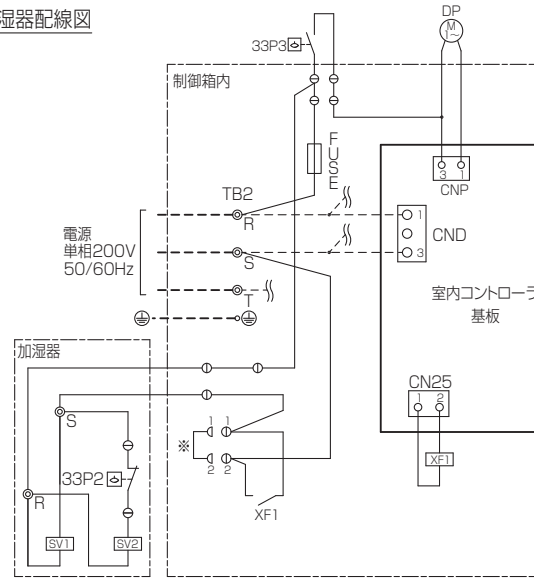 湿器配線図
DP
M
1~
33P3
制御箱内
FUSE
3 1
CNP
TB2
R
1
CND
3
電源
単相200V
50/60Hz
S
T
室内コントローラ
基板
加湿器
CN25
1 2
S
1 1
※
33P2
2 2
XF1
R
XF1
SV1
SV2